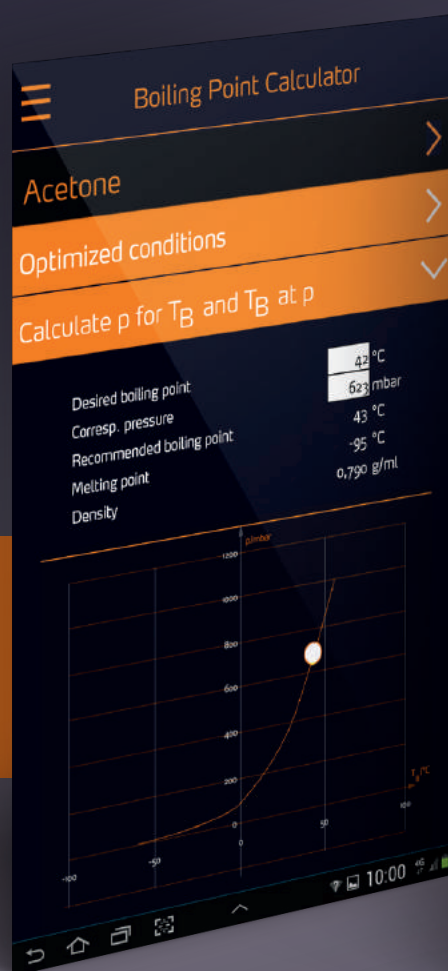 Boiling Point Calculator
Acetone
Optimized conditions
Calculate p for TB and TB at p
Desired boiling point 42 °C
Corresp. pressure 623 mbar
Recommended boiling point 43 °C
Melting point -95 °C
Density 0,790 g/ml
p/mbar
1200
1000
800
600
400
200
0
TB/°C
-100 -50 0 50 100
10:00 4G